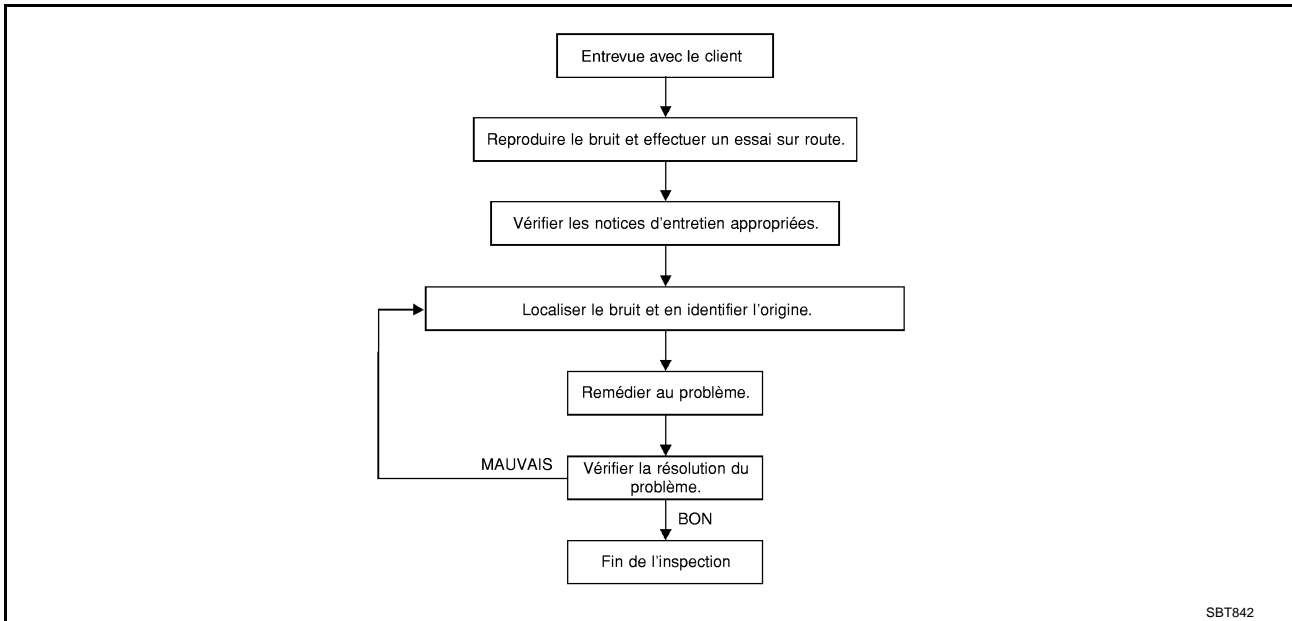 Entrevue avec le client
Reproduire le bruit et effectuer un essai sur route.
Vérifier les notices d'entretien appropriées.
Localiser le bruit et en identifier l'origine.
Remédier au problème.
MAUVAIS
Vérifier la résolution du
problème.
BON
Fin de l'inspection
SBT842